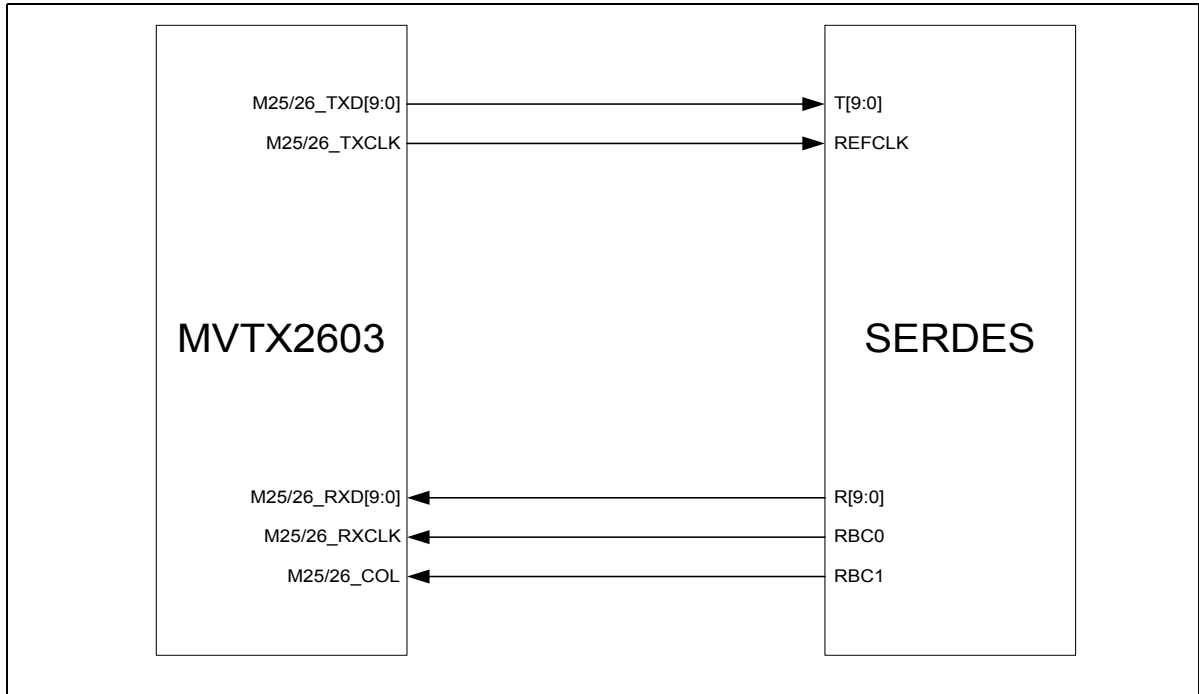 M25/26_TXD[9:0]
T[9:0]
M25/26_TXCLK
REFCLK
MVTX2603
SERDES
M25/26_RXD[9:0]
R[9:0]
M25/26_RXCLK
RBC0
M25/26_COL
RBC1